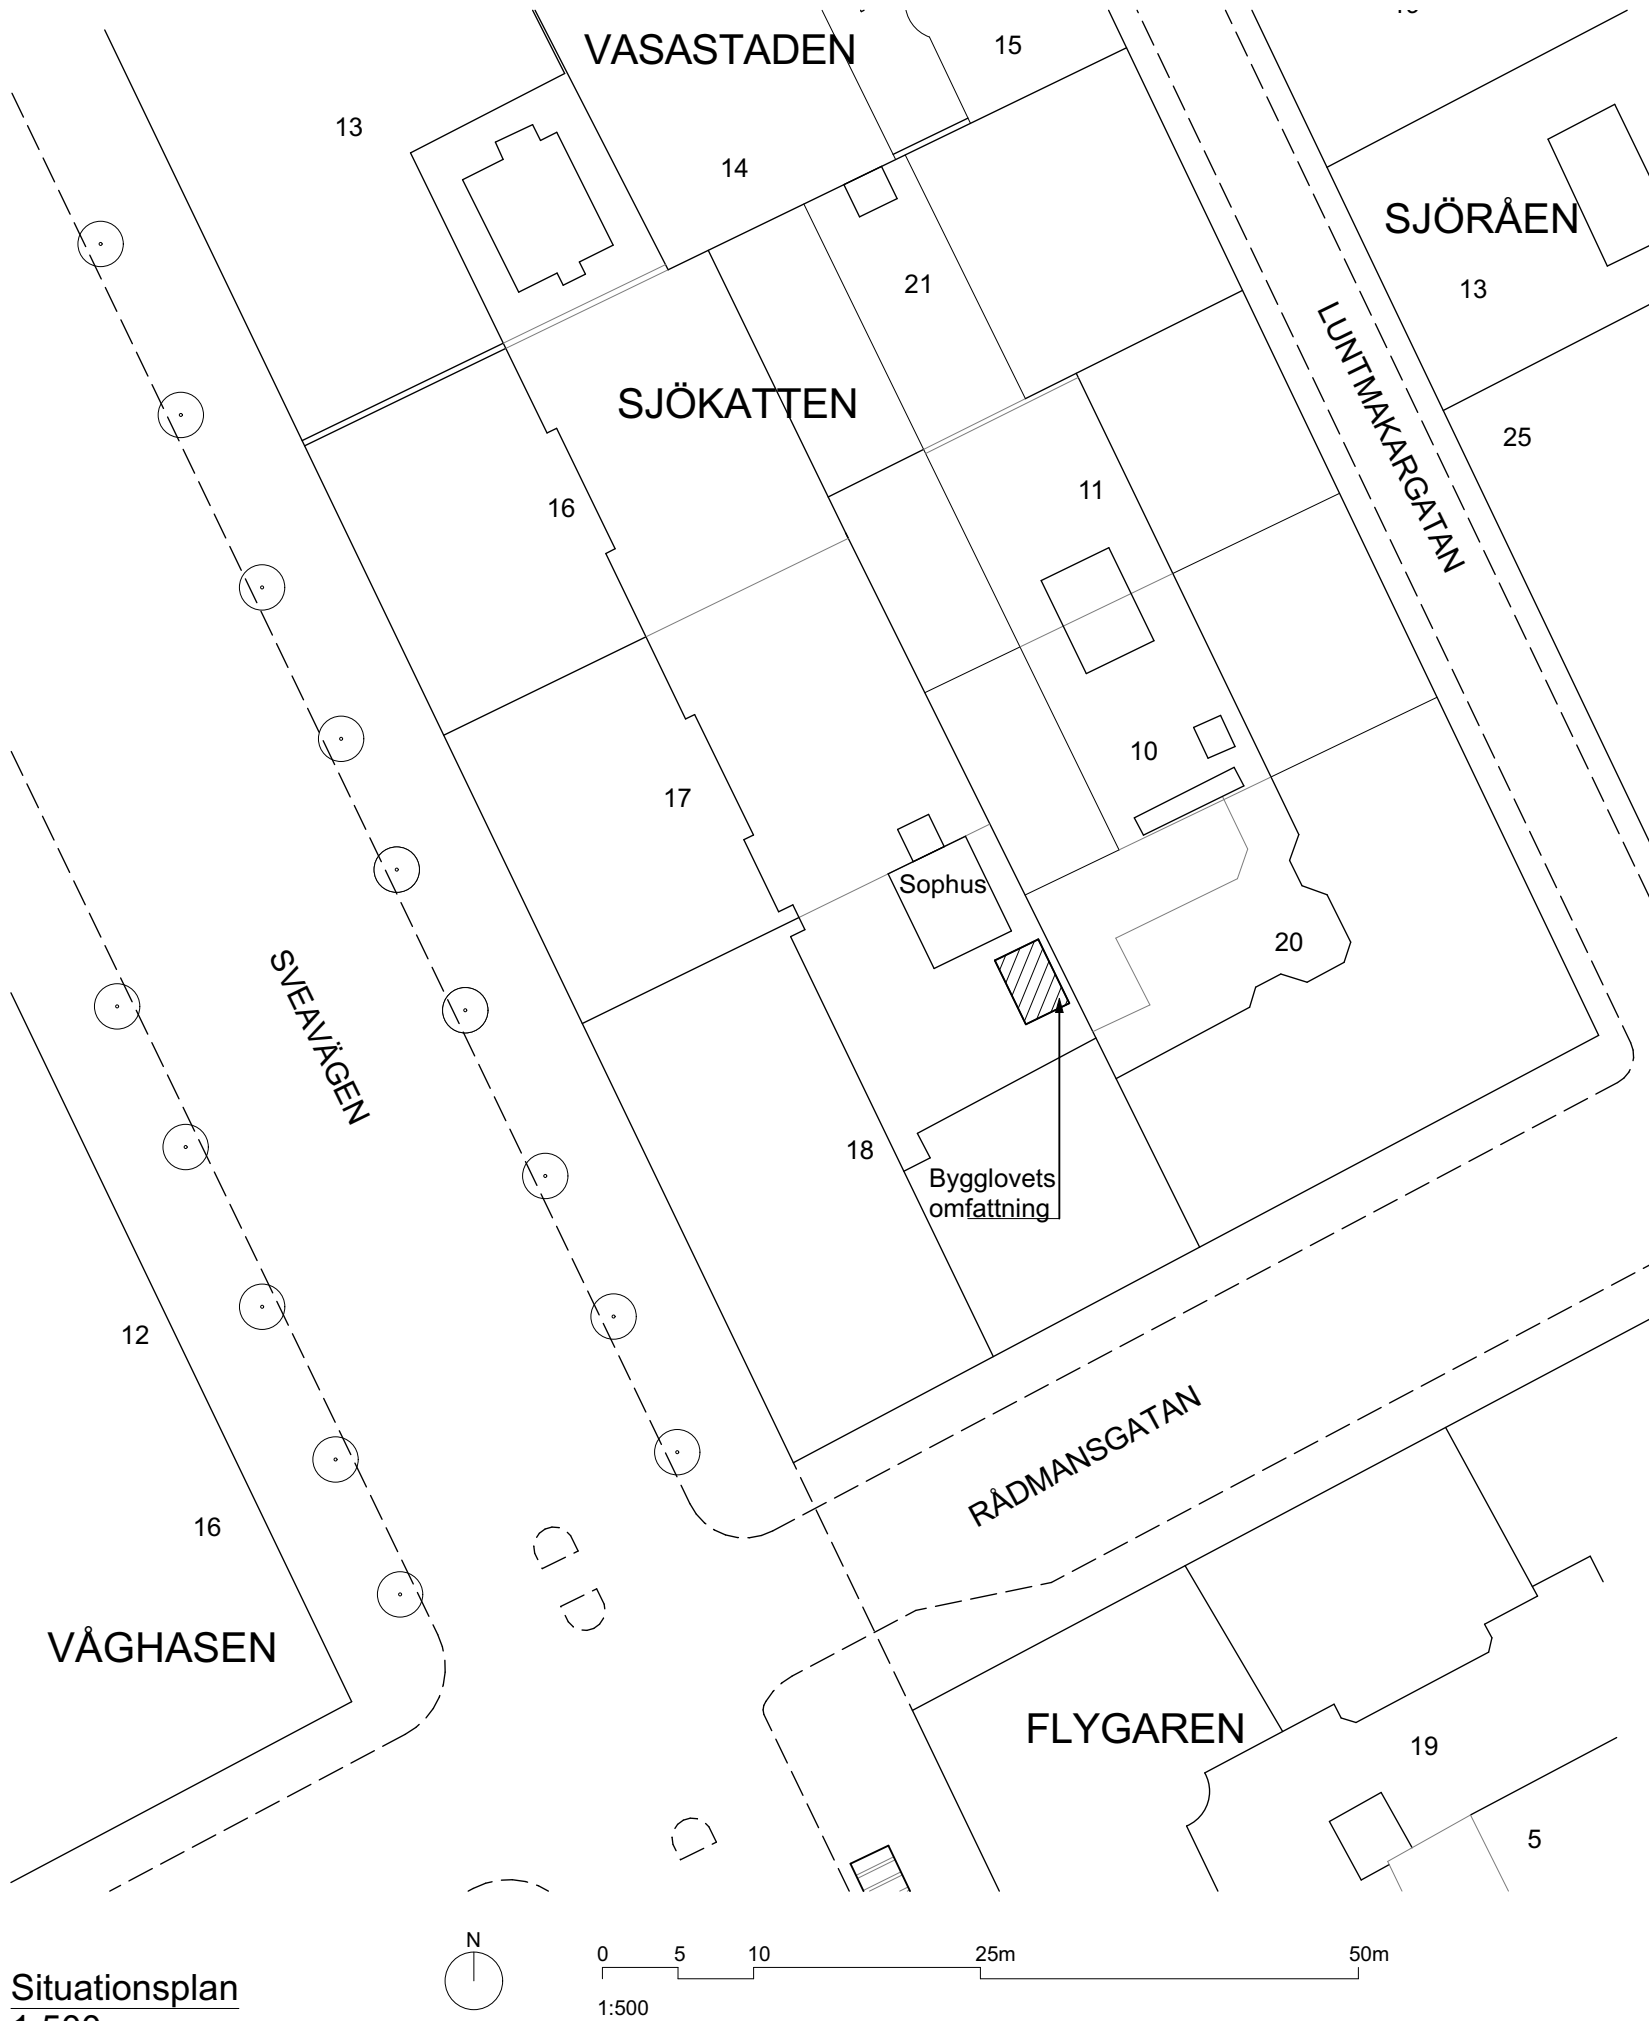 VASASTADEN
15
13
14
SJÖRÅEN
21
13
LUNTMAKARGATAN
SJÖKATTEN
25
11
16
10
17
Sophus
20
SVEAVÄGEN
18
Bygglovets
omfattning
12
RÅDMANSGATAN
16
VÅGHASEN
FLYGAREN
19
5
N
0 5 10 25m 50m
1:500
Situationsplan